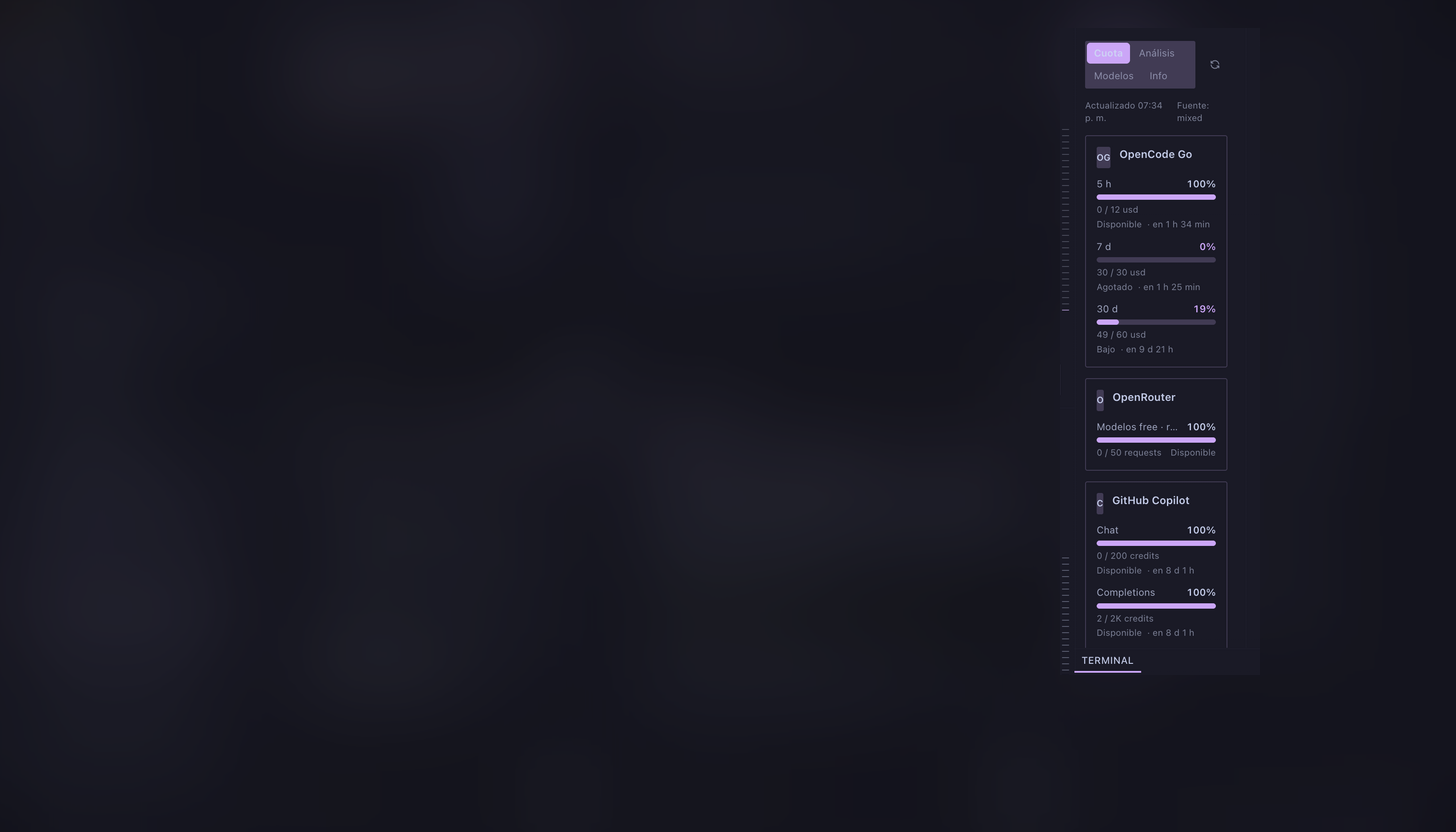 Cuota Análisis
Modelos Info
Actualizado 07:34 p. m.
Fuente: mixed
OG OpenCode Go
5 h 100%
0 / 12 usd
Disponible · en 1 h 34 min
7 d 0%
30 / 30 usd
Agotado · en 1 h 25 min
30 d 19%
49 / 60 usd
Bajo · en 9 d 21 h
O OpenRouter
Modelos free · r... 100%
0 / 50 requests Disponible
C GitHub Copilot
Chat 100%
0 / 200 credits
Disponible · en 8 d 1 h
Completions 100%
2 / 2K credits
Disponible · en 8 d 1 h
TERMINAL